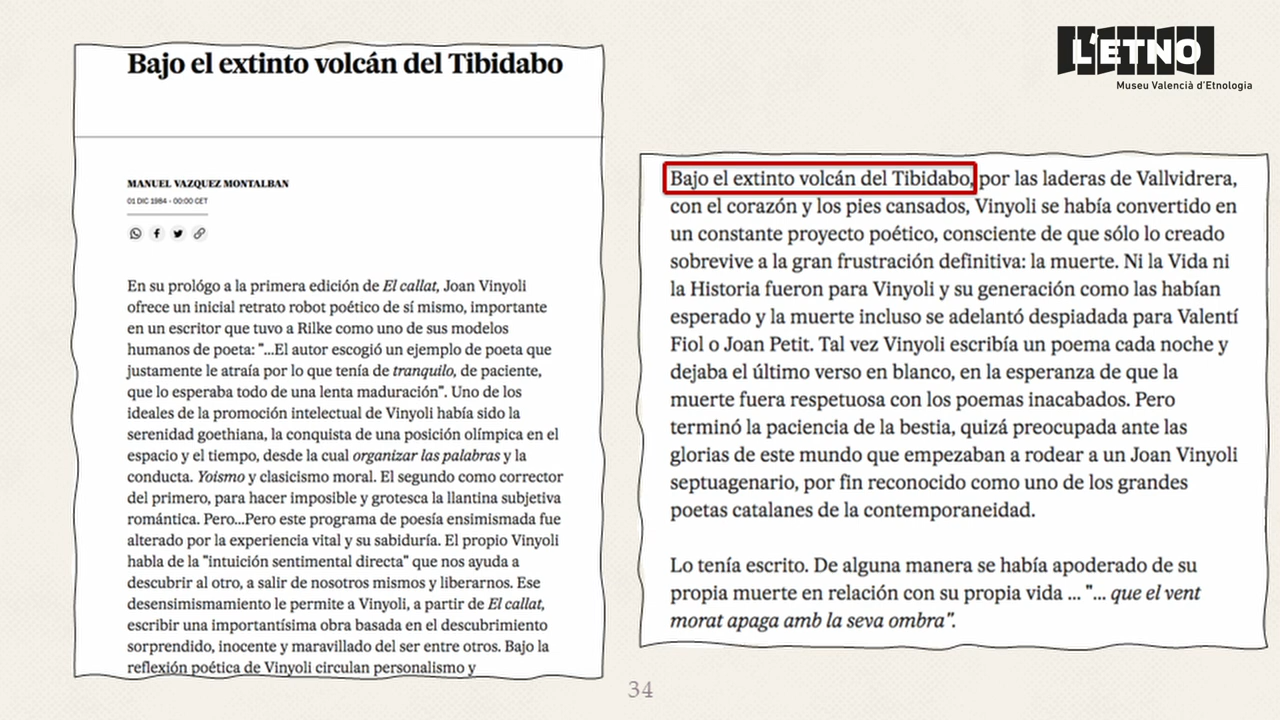 Bajo el extinto volcán del Tibidabo
MANUEL VAZQUEZ MONTALBAN
01 DIC 1984 - 00:00 CET
En su prológo a la primera edición de El callat, Joan Vinyoli
ofrece un inicial retrato robot poético de sí mismo, importante
en un escritor que tuvo a Rilke como uno de sus modelos
humanos de poeta: "...El autor escogió un ejemplo de poeta que
justamente le atraía por lo que tenía de tranquilo, de paciente,
que lo esperaba todo de una lenta maduración". Uno de los
ideales de la promoción intelectual de Vinyoli había sido la
serenidad goethiana, la conquista de una posición olímpica en el
espacio y el tiempo, desde la cual organizar las palabras y la
conducta. Yoismo y clasicismo moral. El segundo como corrector
del primero, para hacer imposible y grotesca la llantina subjetiva
romántica. Pero...Pero este programa de poesía ensimismada fue
alterado por la experiencia vital y su sabiduría. El propio Vinyoli
habla de la "intuición sentimental directa" que nos ayuda a
descubrir al otro, a salir de nosotros mismos y liberarnos. Ese
desensimismamiento le permite a Vinyoli, a partir de El callat,
escribir una importantísima obra basada en el descubrimiento
sorprendido, inocente y maravillado del ser entre otros. Bajo la
reflexión poética de Vinyoli circulan personalismo y
L'ETNO
Museu Valencià d'Etnologia
Bajo el extinto volcán del Tibidabo, por las laderas de Vallvidrera,
con el corazón y los pies cansados, Vinyoli se había convertido en
un constante proyecto poético, consciente de que sólo lo creado
sobrevive a la gran frustración definitiva: la muerte. Ni la Vida ni
la Historia fueron para Vinyoli y su generación como las habían
esperado y la muerte incluso se adelantó despiadada para Valentí
Fiol o Joan Petit. Tal vez Vinyoli escribía un poema cada noche y
dejaba el último verso en blanco, en la esperanza de que la
muerte fuera respetuosa con los poemas inacabados. Pero
terminó la paciencia de la bestia, quizá preocupada ante las
glorias de este mundo que empezaban a rodear a un Joan Vinyoli
septuagenario, por fin reconocido como uno de los grandes
poetas catalanes de la contemporaneidad.
Lo tenía escrito. De alguna manera se había apoderado de su
propia muerte en relación con su propia vida ... "... que el vent
morat apaga amb la seva ombra".
34